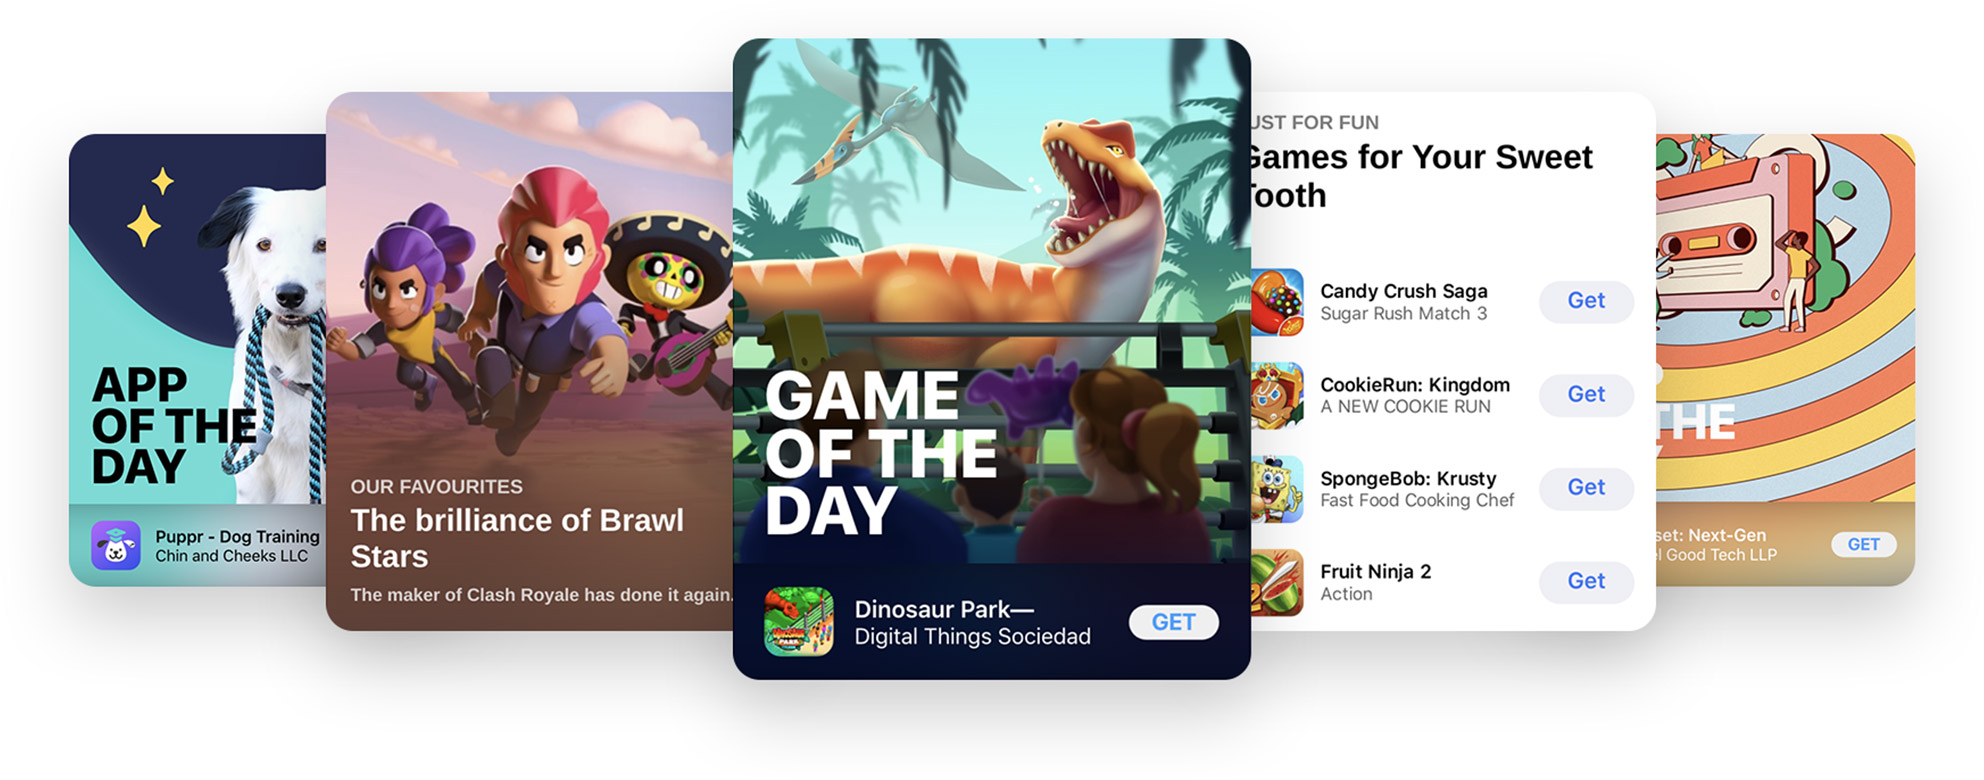 APP
OF THE
DAY
Puppr - Dog Training
Chin and Cheeks LLC
OUR FAVOURITES
The brilliance of Brawl
Stars
The maker of Clash Royale has done it again.
GAME
OF THE
DAY
Dinosaur Park—
Digital Things Sociedad
GET
UST FOR FUN
Games for Your Sweet
Tooth
Candy Crush Saga
Sugar Rush Match 3
Get
CookieRun: Kingdom
A NEW COOKIE RUN
Get
SpongeBob: Krusty
Fast Food Cooking Chef
Get
Fruit Ninja 2
Action
Get
THE
set: Next-Gen
l Good Tech LLP
GET